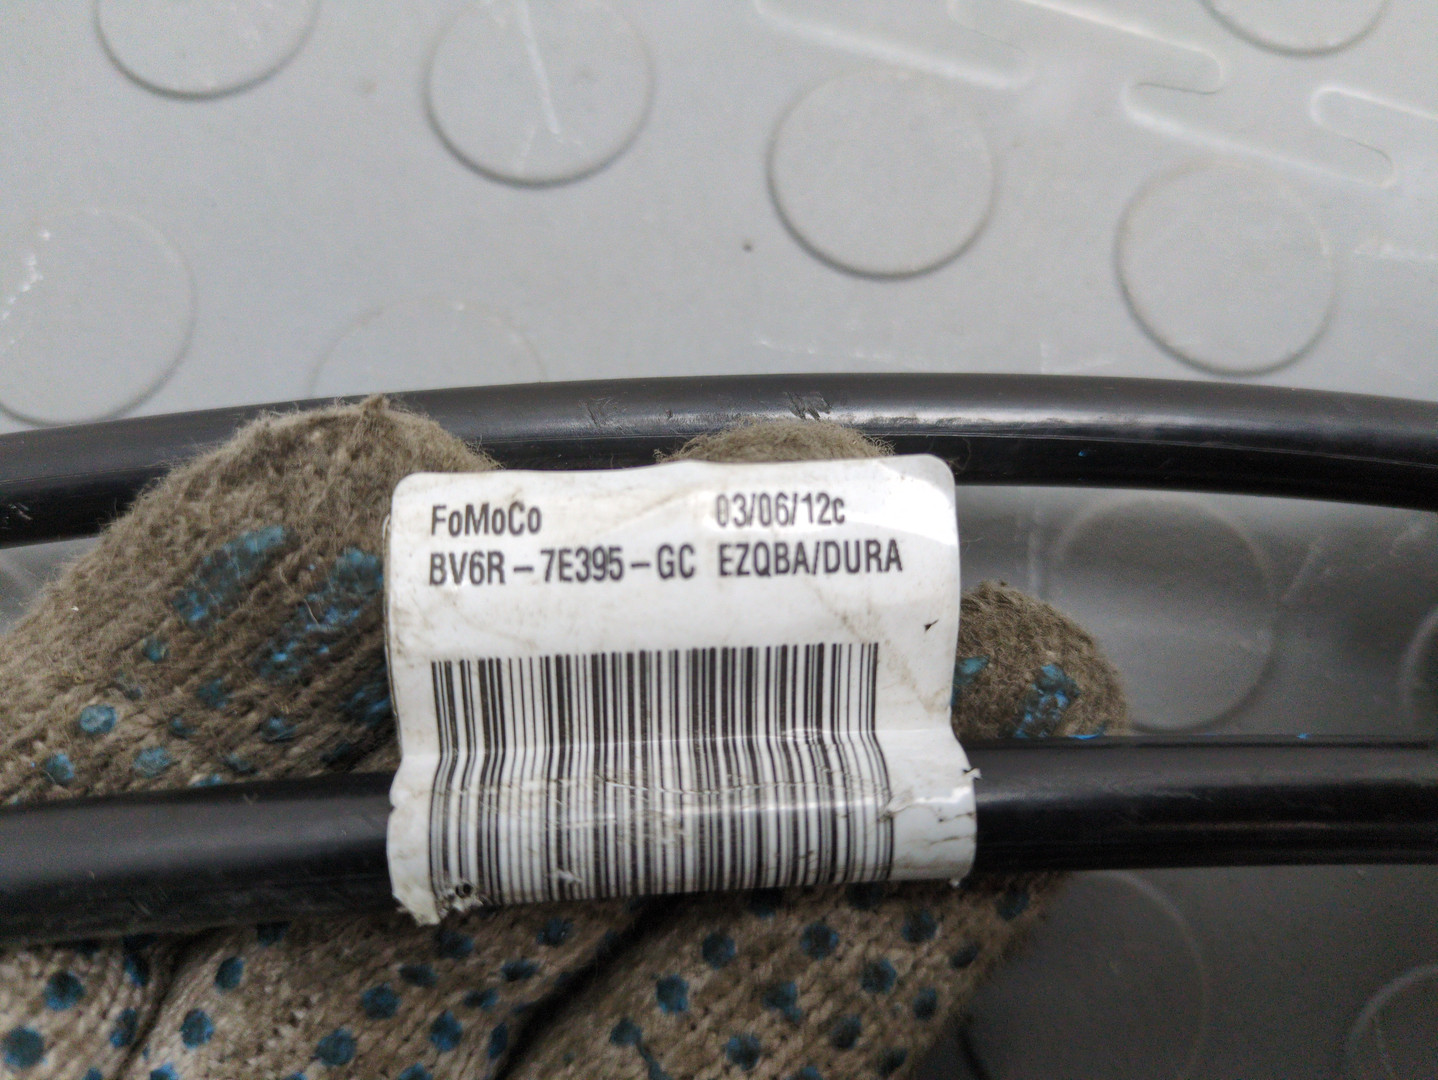 FoMoCo 03/06/12c
BV6R-7E395-GC EZQBA/DURA